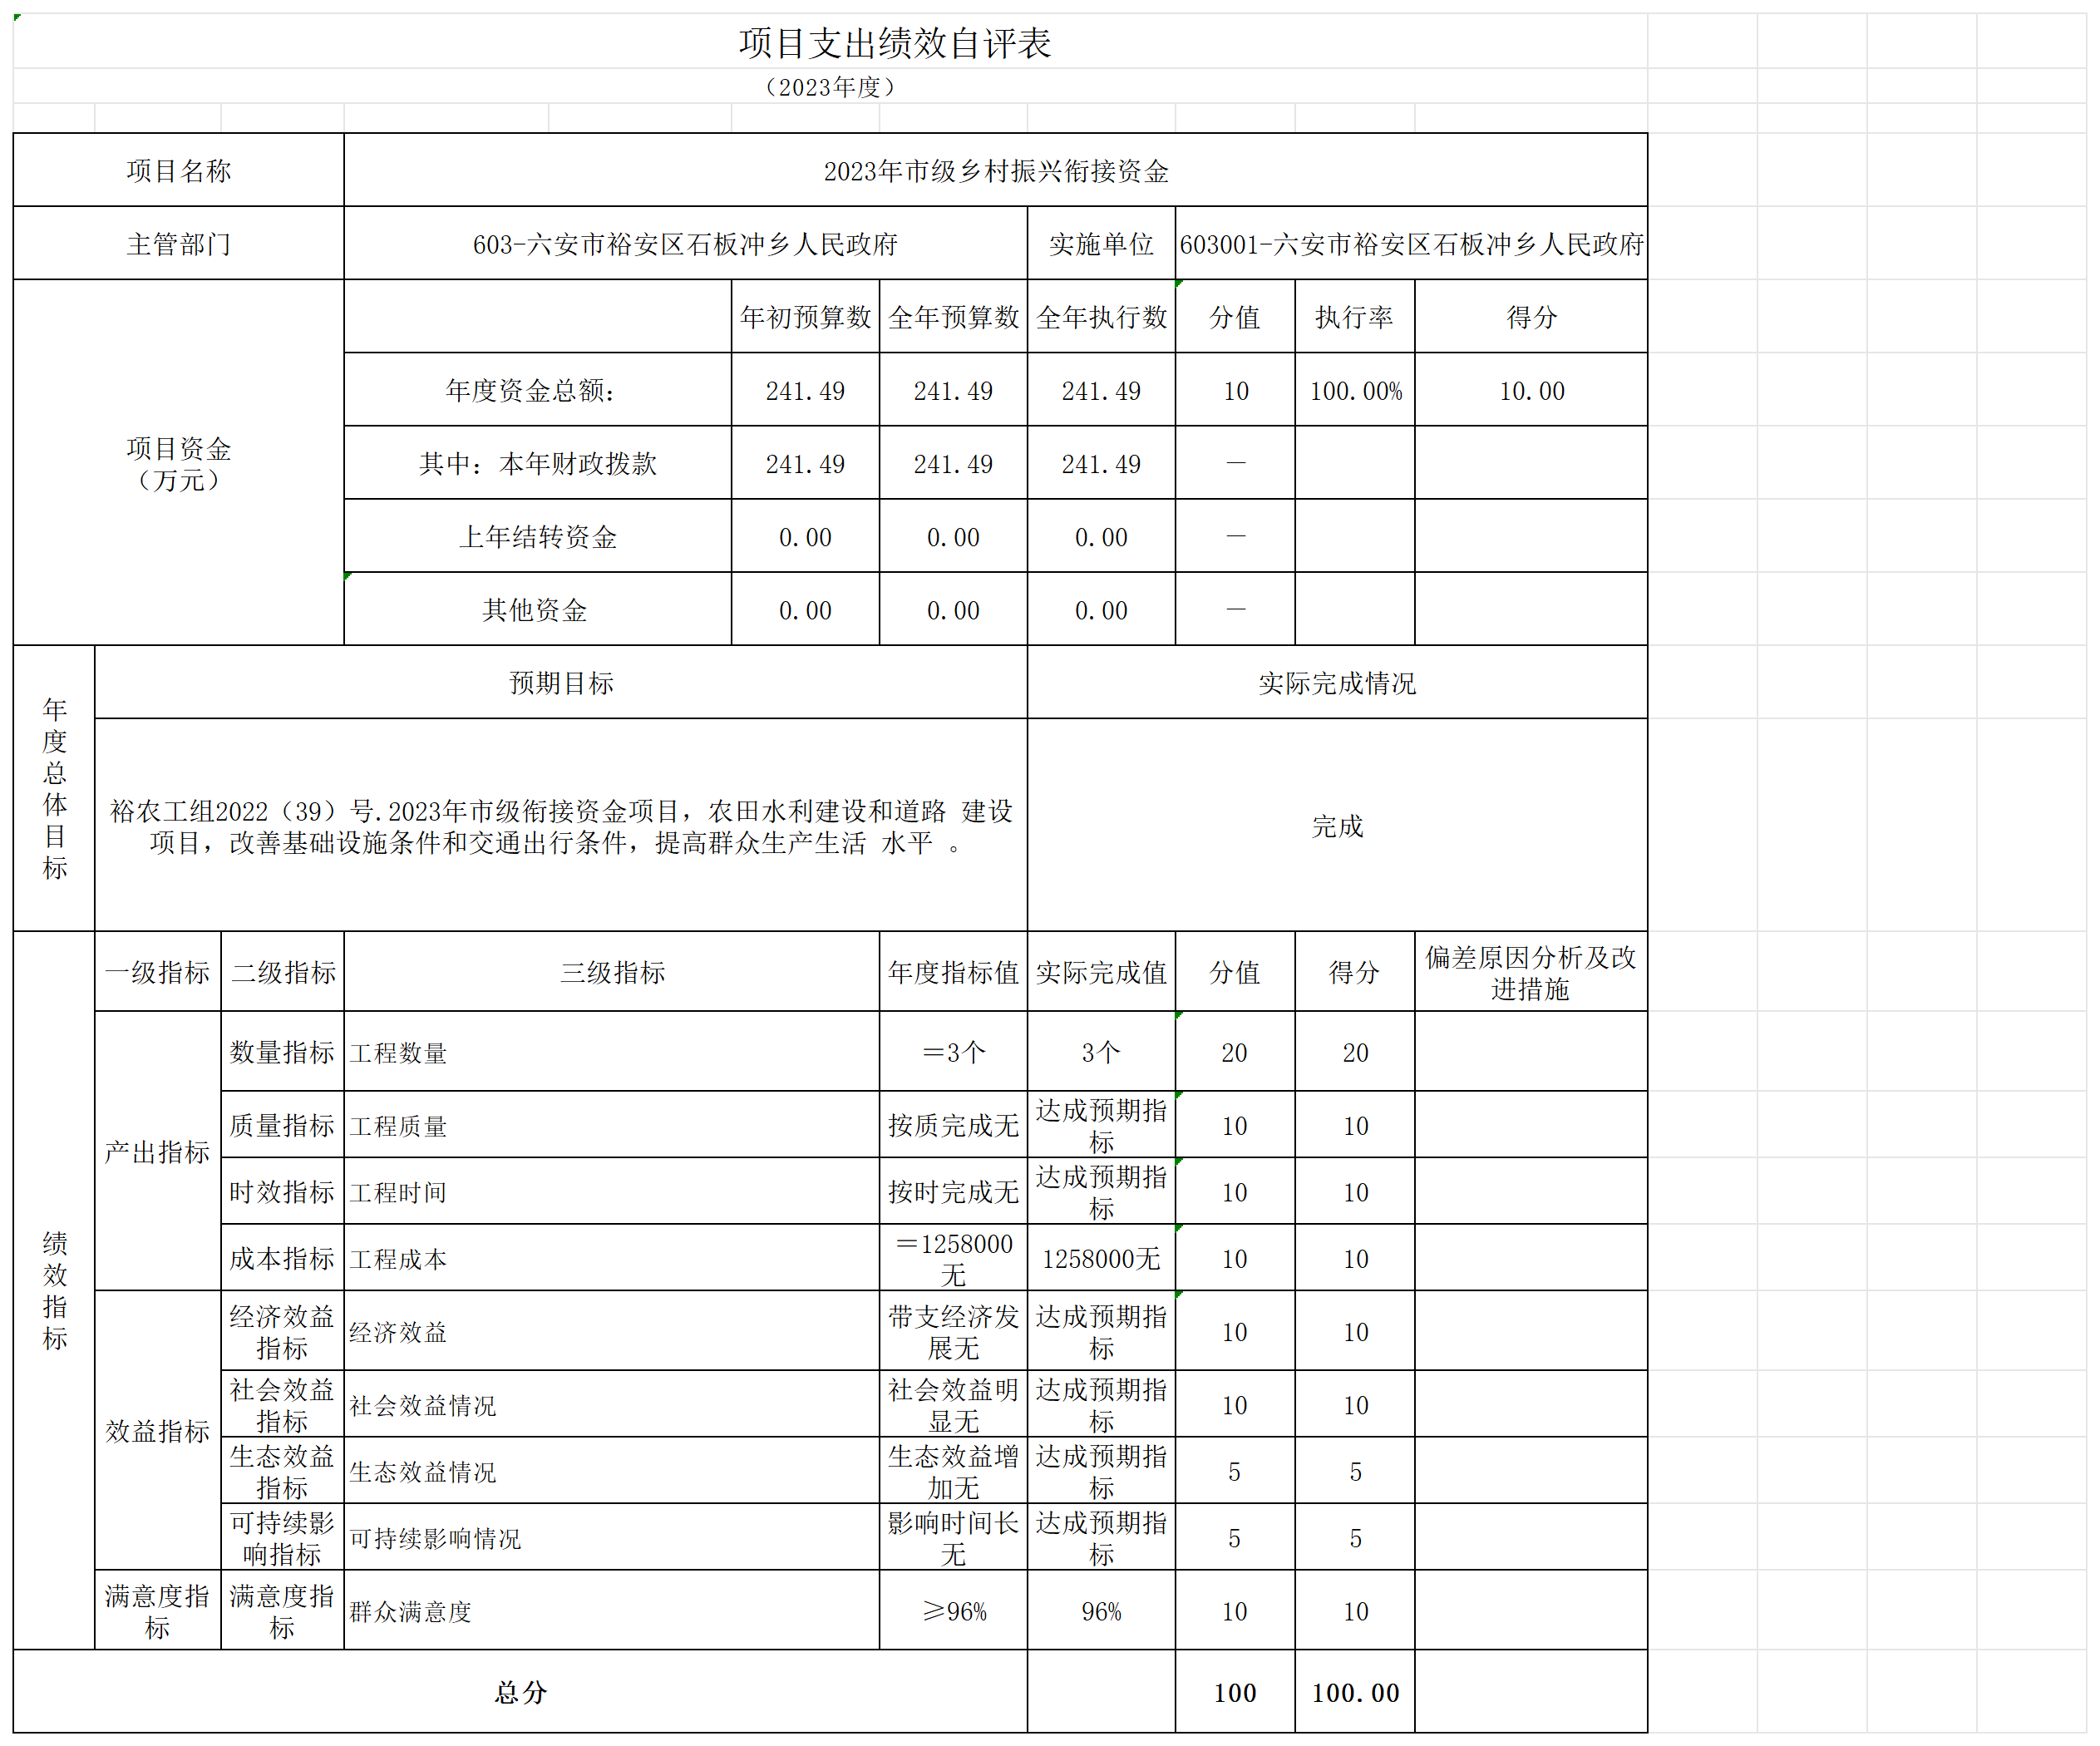 项目支出绩效自评表
（2023年度）
项目名称
2023年市级乡村振兴衔接资金
主管部门
603-六安市裕安区石板冲乡人民政府
实施单位
603001-六安市裕安区石板冲乡人民政府
项目资金
（万元）
年初预算数
全年预算数
全年执行数
分值
执行率
得分
年度资金总额：
241.49
241.49
241.49
10
100.00%
10.00
其中：本年财政拨款
241.49
241.49
241.49
－
上年结转资金
0.00
0.00
0.00
－
其他资金
0.00
0.00
0.00
－
年度总体目标
预期目标
实际完成情况
裕农工组2022（39）号.2023年市级衔接资金项目，农田水利建设和道路 建设
项目，改善基础设施条件和交通出行条件，提高群众生产生活 水平 。
完成
绩效指标
一级指标
二级指标
三级指标
年度指标值
实际完成值
分值
得分
偏差原因分析及改
进措施
产出指标
数量指标
工程数量
＝3个
3个
20
20
质量指标
工程质量
按质完成无
达成预期指
标
10
10
时效指标
工程时间
按时完成无
达成预期指
标
10
10
成本指标
工程成本
＝1258000
无
1258000无
10
10
效益指标
经济效益
指标
经济效益
带支经济发
展无
达成预期指
标
10
10
社会效益
指标
社会效益情况
社会效益明
显无
达成预期指
标
10
10
生态效益
指标
生态效益情况
生态效益增
加无
达成预期指
标
5
5
可持续影
响指标
可持续影响情况
影响时间长
无
达成预期指
标
5
5
满意度指
标
满意度指
标
群众满意度
≥96%
96%
10
10
总分
100
100.00